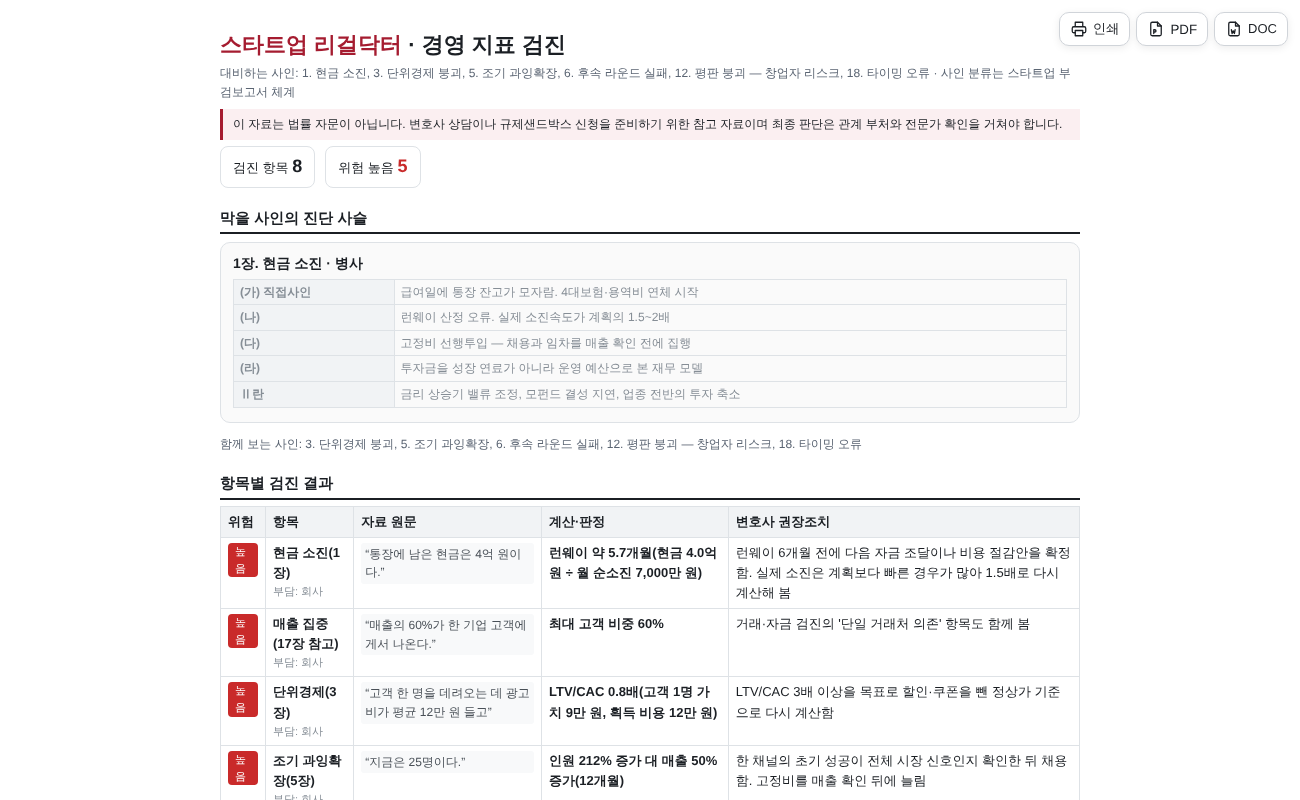 인쇄
PDF
DOC
스타트업 리걸닥터 · 경영 지표 검진
대비하는 사인: 1. 현금 소진, 3. 단위경제 붕괴, 5. 조기 과잉확장, 6. 후속 라운드 실패, 12. 평판 붕괴 — 창업자 리스크, 18. 타이밍 오류 · 사인 분류는 스타트업 부
검보고서 체계
이 자료는 법률 자문이 아닙니다. 변호사 상담이나 규제샌드박스 신청을 준비하기 위한 참고 자료이며 최종 판단은 관계 부처와 전문가 확인을 거쳐야 합니다.
검진 항목 8
위험 높음 5
막을 사인의 진단 사슬
1장. 현금 소진 · 병사
(가) 직접사인 급여일에 통장 잔고가 모자람. 4대보험·용역비 연체 시작
(나) 런웨이 산정 오류. 실제 소진속도가 계획의 1.5~2배
(다) 고정비 선행투입 — 채용과 임차를 매출 확인 전에 집행
(라) 투자금을 성장 연료가 아니라 운영 예산으로 본 재무 모델
Ⅱ란 금리 상승기 밸류 조정, 모펀드 결성 지연, 업종 전반의 투자 축소
함께 보는 사인: 3. 단위경제 붕괴, 5. 조기 과잉확장, 6. 후속 라운드 실패, 12. 평판 붕괴 — 창업자 리스크, 18. 타이밍 오류
항목별 검진 결과
위험 항목 자료 원문 계산·판정 변호사 권장조치
높
음
현금 소진(1
장)
부담: 회사
“통장에 남은 현금은 4억 원이
다.”
런웨이 약 5.7개월(현금 4.0억
원 ÷ 월 순소진 7,000만 원)
런웨이 6개월 전에 다음 자금 조달이나 비용 절감안을 확정
함. 실제 소진은 계획보다 빠른 경우가 많아 1.5배로 다시
계산해 봄
높
음
매출 집중
(17장 참고)
부담: 회사
“매출의 60%가 한 기업 고객에
게서 나온다.”
최대 고객 비중 60%
거래·자금 검진의 '단일 거래처 의존' 항목도 함께 봄
높
음
단위경제(3
장)
부담: 회사
“고객 한 명을 데려오는 데 광고
비가 평균 12만 원 들고”
LTV/CAC 0.8배(고객 1명 가
치 9만 원, 획득 비용 12만 원)
LTV/CAC 3배 이상을 목표로 할인·쿠폰을 뺀 정상가 기준
으로 다시 계산함
높
음
조기 과잉확
장(5장)
부담: 회사
“지금은 25명이다.”
인원 212% 증가 대 매출 50%
증가(12개월)
한 채널의 초기 성공이 전체 시장 신호인지 확인한 뒤 채용
함. 고정비를 매출 확인 뒤에 늘림